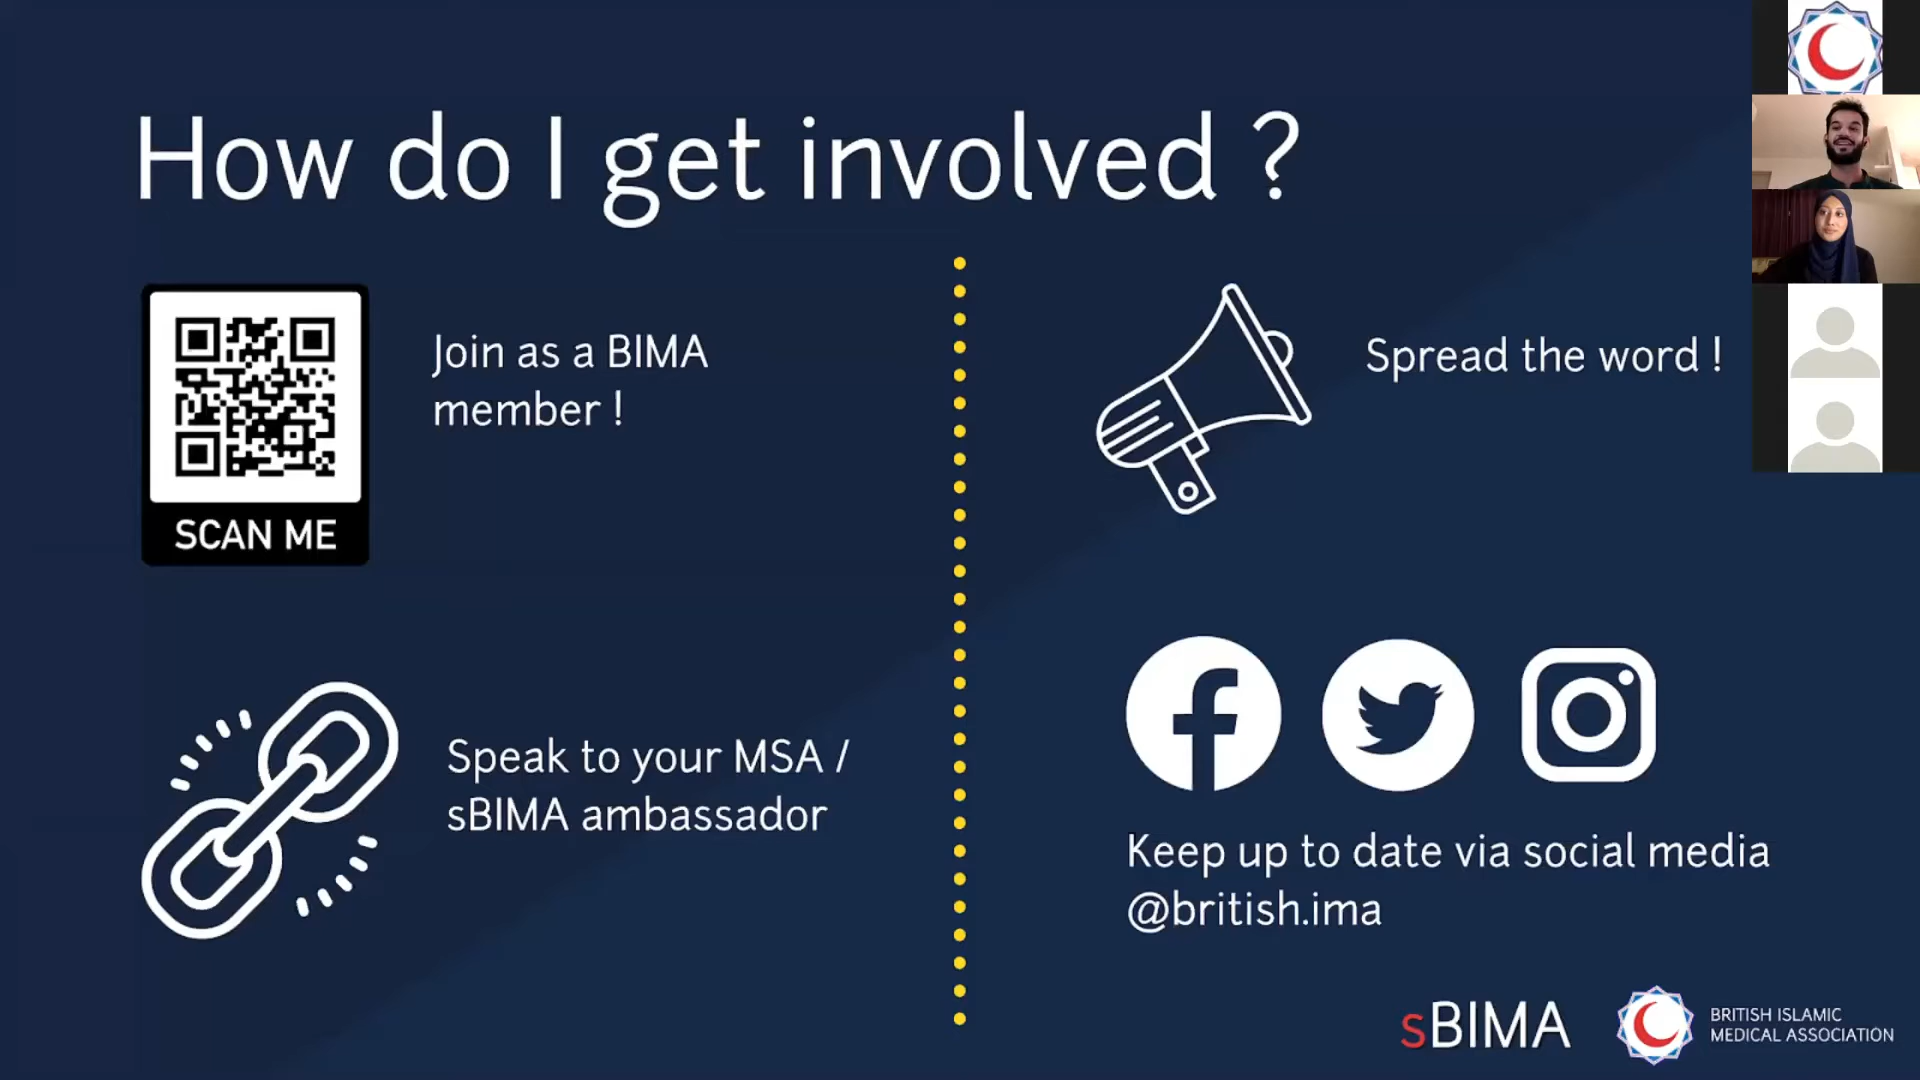 How do I get involved ?
SCAN ME
Join as a BIMA
member !
Speak to your MSA /
sBIMA ambassador
Spread the word !
Keep up to date via social media
@british.ima
sBIMA
BRITISH ISLAMIC
MEDICAL ASSOCIATION